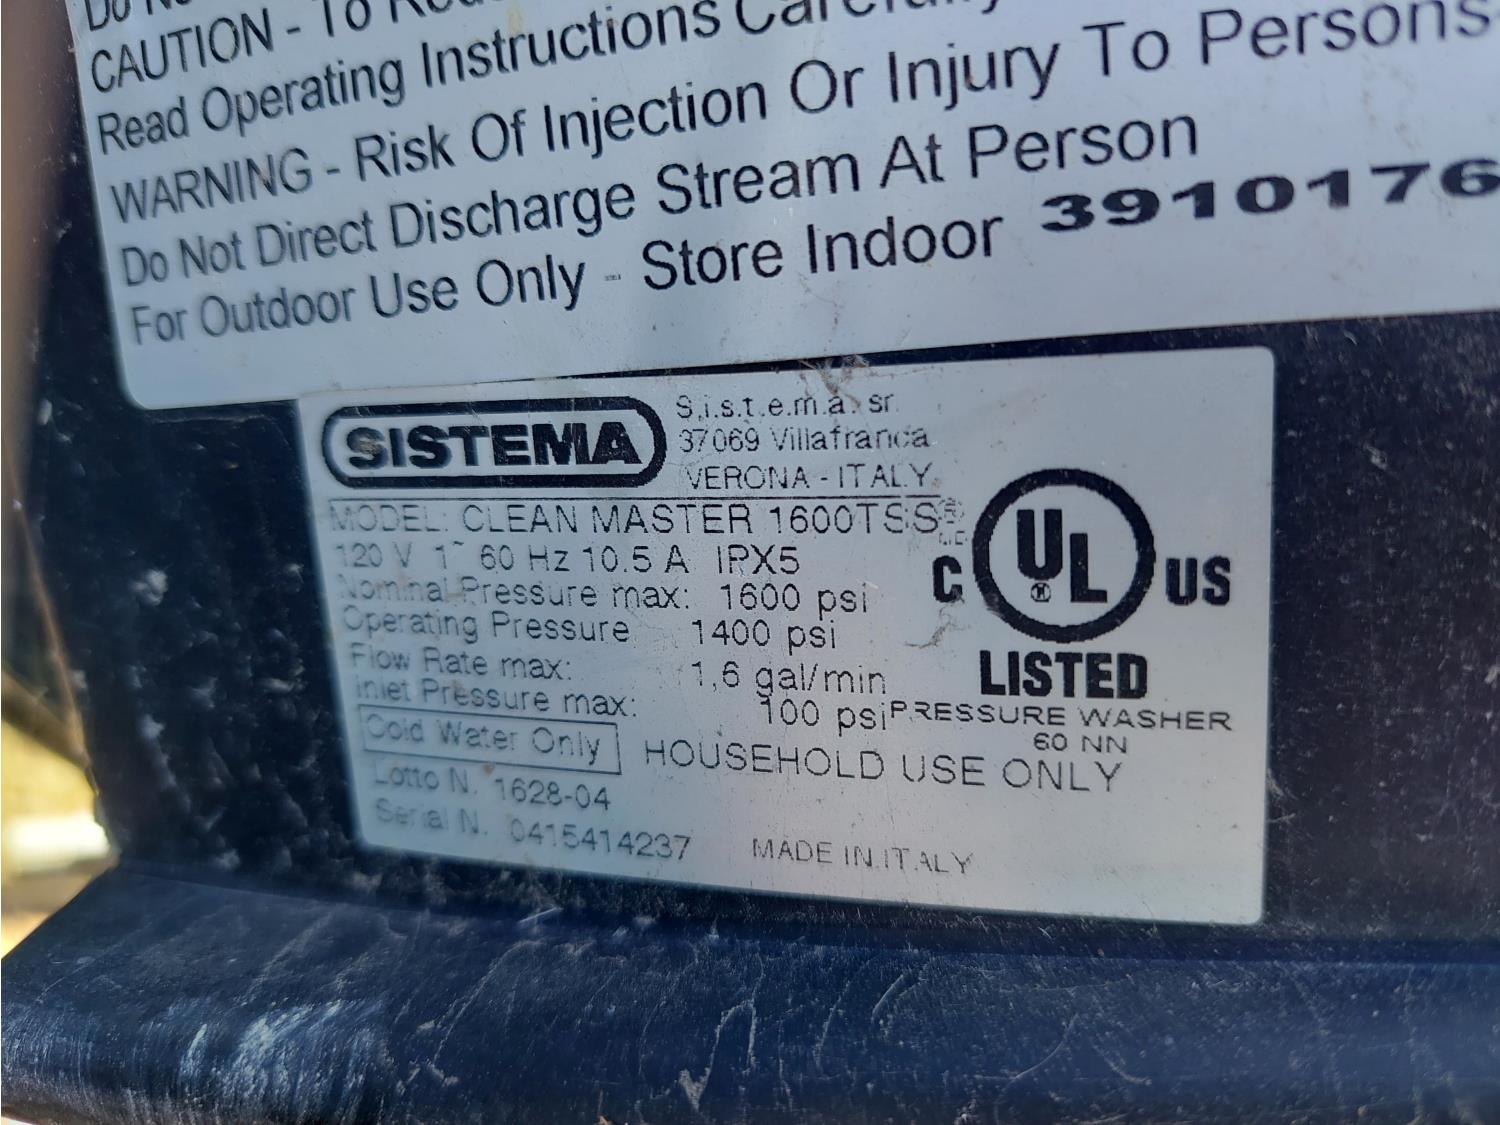 CAUTION - To
Read Operating Instructions Carefully
WARNING - Risk Of Injection Or Injury To Persons
Do Not Direct Discharge Stream At Person
For Outdoor Use Only - Store Indoor 3910176
SISTEMA
S.i.s.t.e.m.a. sr
37069 Villafranca
VERONA - ITALY
MODEL: CLEAN MASTER 1600TSS
120 V 1~ 60 Hz 10.5 A IPX5
Nominal Pressure max: 1600 psi
Operating Pressure 1400 psi
Flow Rate max: 1,6 gal/min
inlet Pressure max: 100 psi
Cold Water Only
HOUSEHOLD USE ONLY
Lotto N. 1628-04
Serial N. 0415414237
MADE IN ITALY
C UL US
LISTED
PRESSURE WASHER
60 NN